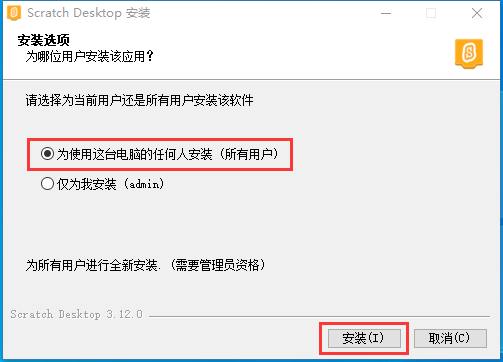 Scratch Desktop 安装
安装选项
为哪位用户安装该应用？
请选择为当前用户还是所有用户安装该软件
为使用这台电脑的任何人安装（所有用户）
仅为我安装（admin）
为所有用户进行全新安装.（需要管理员资格）
Scratch Desktop 3.12.0
安装(I)
取消(C)